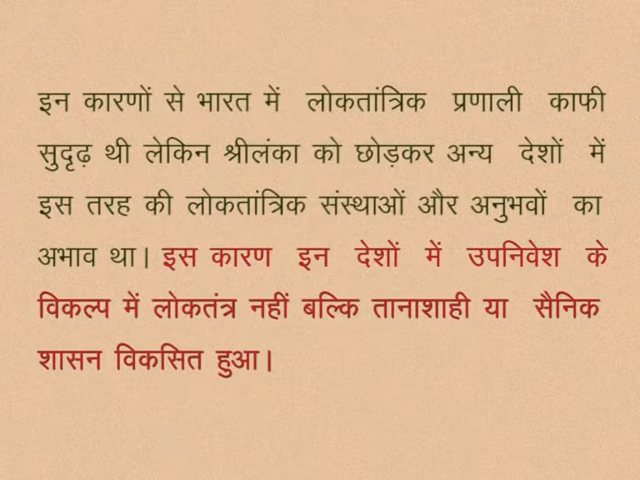 इन कारणों से भारत में लोकतांत्रिक प्रणाली काफी
सुदृढ़ थी लेकिन श्रीलंका को छोड़कर अन्य देशों में
इस तरह की लोकतांत्रिक संस्थाओं और अनुभवों का
अभाव था। इस कारण इन देशों में उपनिवेश के
विकल्प में लोकतंत्र नहीं बल्कि तानाशाही या सैनिक
शासन विकसित हुआ।